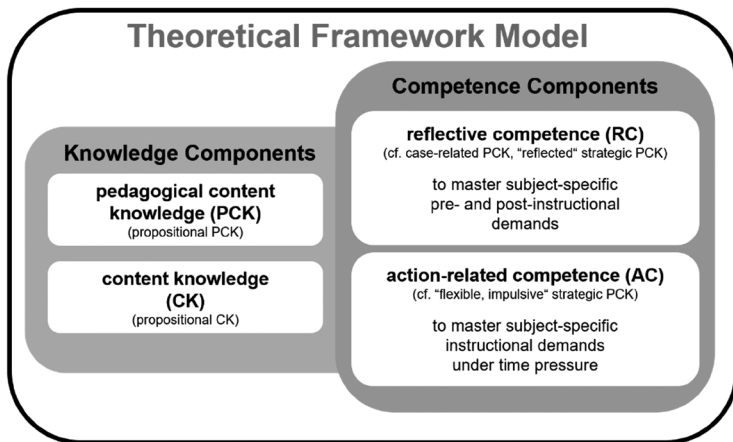 Theoretical Framework Model
Knowledge Components
pedagogical content
knowledge (PCK)
(propositional PCK)
content knowledge
(CK)
(propositional CK)
Competence Components
reflective competence (RC)
(cf. case-related PCK, "reflected“ strategic PCK)
to master subject-specific
pre- and post-instructional
demands
action-related competence (AC)
(cf. "flexible, impulsive“ strategic PCK)
to master subject-specific
instructional demands
under time pressure